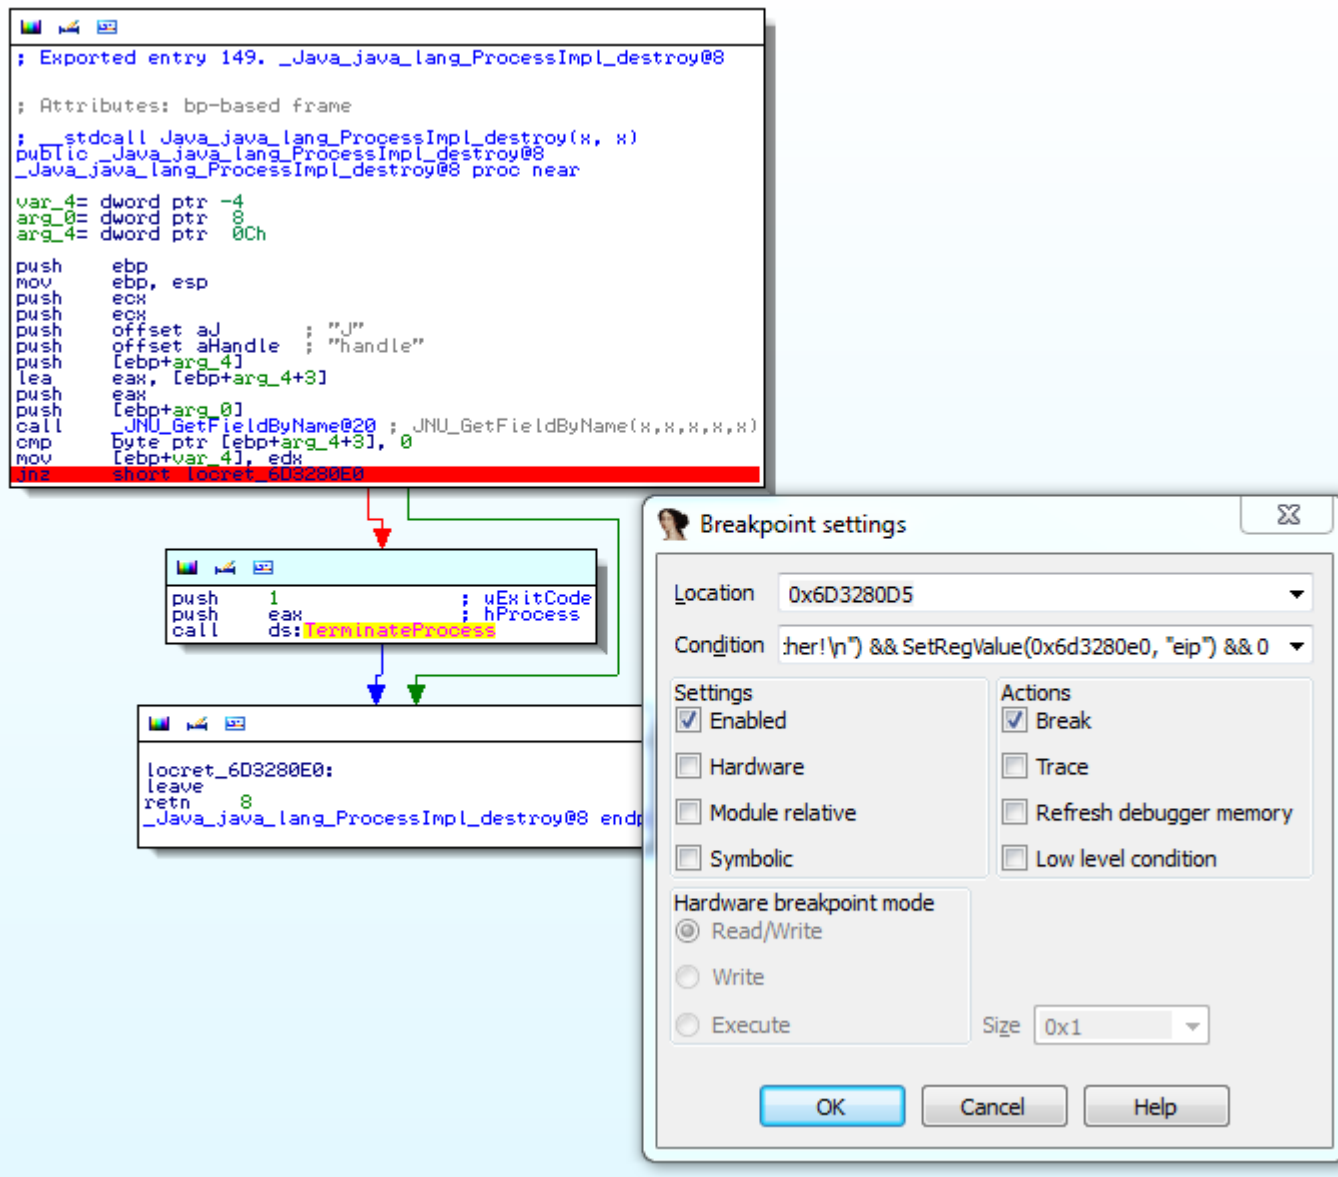 ; Exported entry 149. _Java_java_lang_ProcessImpl_destroy@8
; Attributes: bp-based frame
; __stdcall Java_java_lang_ProcessImpl_destroy(x, x)
public _Java_java_lang_ProcessImpl_destroy@8
_Java_java_lang_ProcessImpl_destroy@8 proc near
var_4= dword ptr -4
arg_0= dword ptr  8
arg_4= dword ptr  0Ch
push    ebp
mov     ebp, esp
push    ecx
push    ecx
push    offset aJ       ; "J"
push    offset aHandle  ; "handle"
push    [ebp+arg_4]
lea     eax, [ebp+arg_4+3]
push    eax
push    [ebp+arg_0]
call    _JNU_GetFieldByName@20 ; JNU_GetFieldByName(x,x,x,x,x)
cmp     byte ptr [ebp+arg_4+3], 0
mov     [ebp+var_4], edx
jnz     short locret_6D3280E0
push    1               ; uExitCode
push    eax             ; hProcess
call    ds:TerminateProcess
locret_6D3280E0:
leave
retn    8
_Java_java_lang_ProcessImpl_destroy@8 endp
Breakpoint settings
Location 0x6D3280D5
Condition :her!\n") && SetRegValue(0x6d3280e0, "eip") && 0
Settings
Enabled
Hardware
Module relative
Symbolic
Actions
Break
Trace
Refresh debugger memory
Low level condition
Hardware breakpoint mode
Read/Write
Write
Execute
Size 0x1
OK Cancel Help